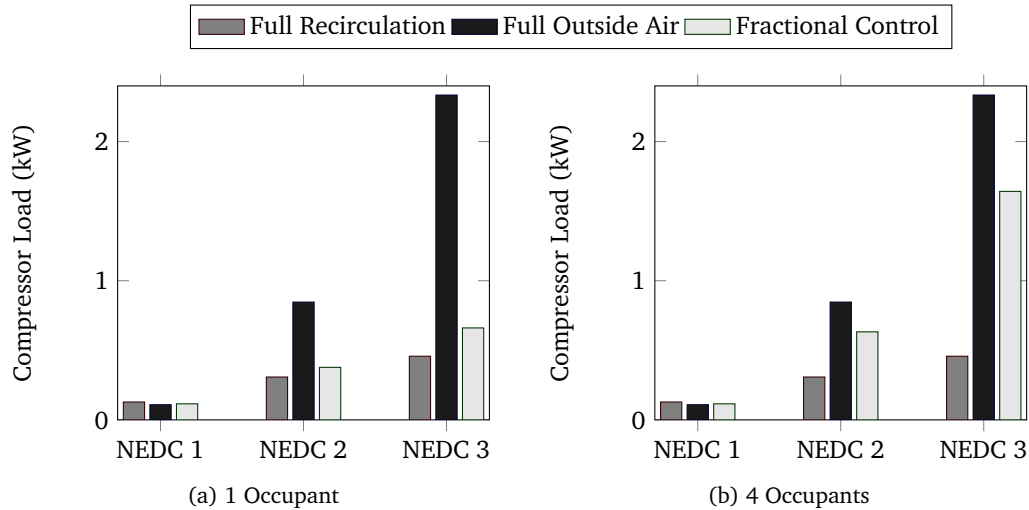 Full Recirculation Full Outside Air Fractional Control
Compressor Load (kW)
2
1
0
NEDC 1 NEDC 2 NEDC 3
(a) 1 Occupant
Compressor Load (kW)
2
1
0
NEDC 1 NEDC 2 NEDC 3
(b) 4 Occupants